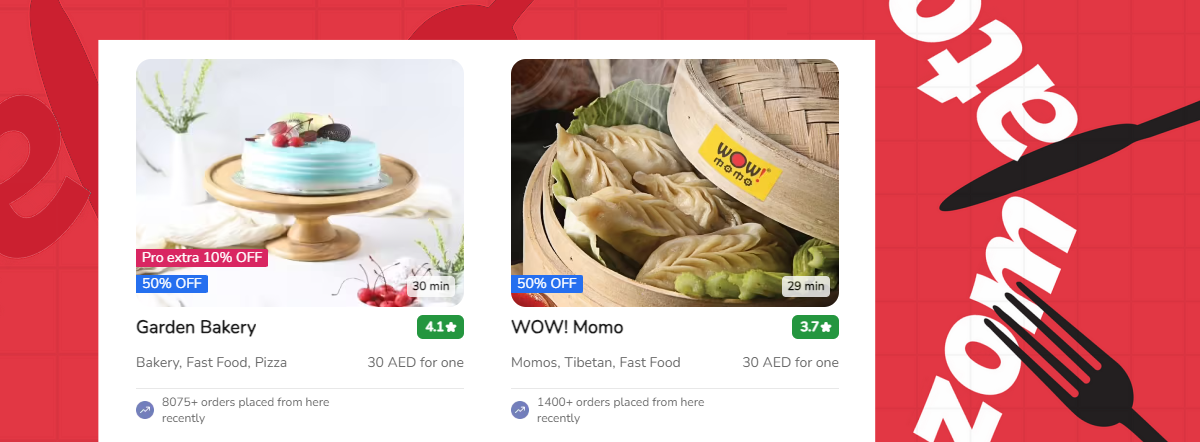 Pro extra 10% OFF
50% OFF
30 min
Garden Bakery
4.1
Bakery, Fast Food, Pizza
30 AED for one
8075+ orders placed from here
recently
WOW!
momo
50% OFF
29 min
WOW! Momo
3.7
Momos, Tibetan, Fast Food
30 AED for one
1400+ orders placed from here
recently
zomato